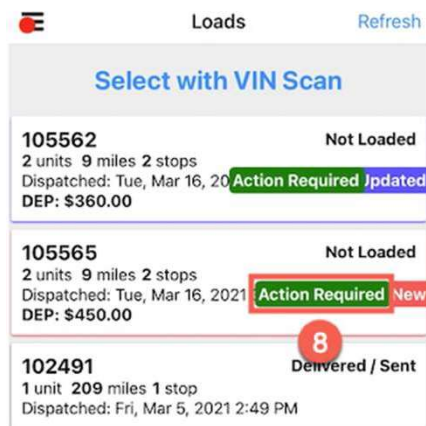 Loads Refresh
Select with VIN Scan
105562 Not Loaded
2 units 9 miles 2 stops
Dispatched: Tue, Mar 16, 20 Action Required Updated
DEP: $360.00
105565 Not Loaded
2 units 9 miles 2 stops
Dispatched: Tue, Mar 16, 2021 Action Required New
DEP: $450.00
8
102491 Delivered / Sent
1 unit 209 miles 1 stop
Dispatched: Fri, Mar 5, 2021 2:49 PM